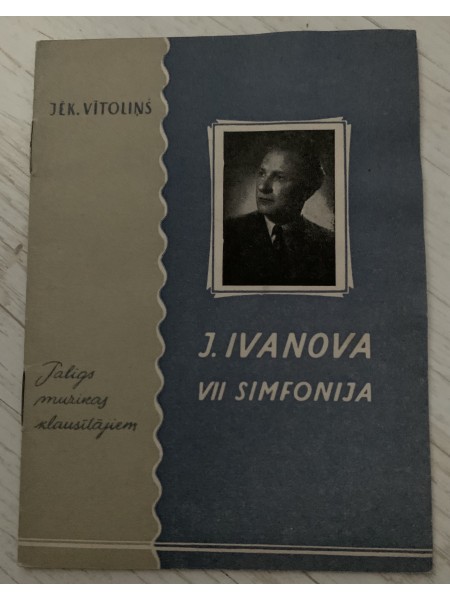 JĒK. VĪTOLIŅŠ
J. IVANOVA
VII SIMFONIJA
Palīgs
mūzikas
klausītājiem